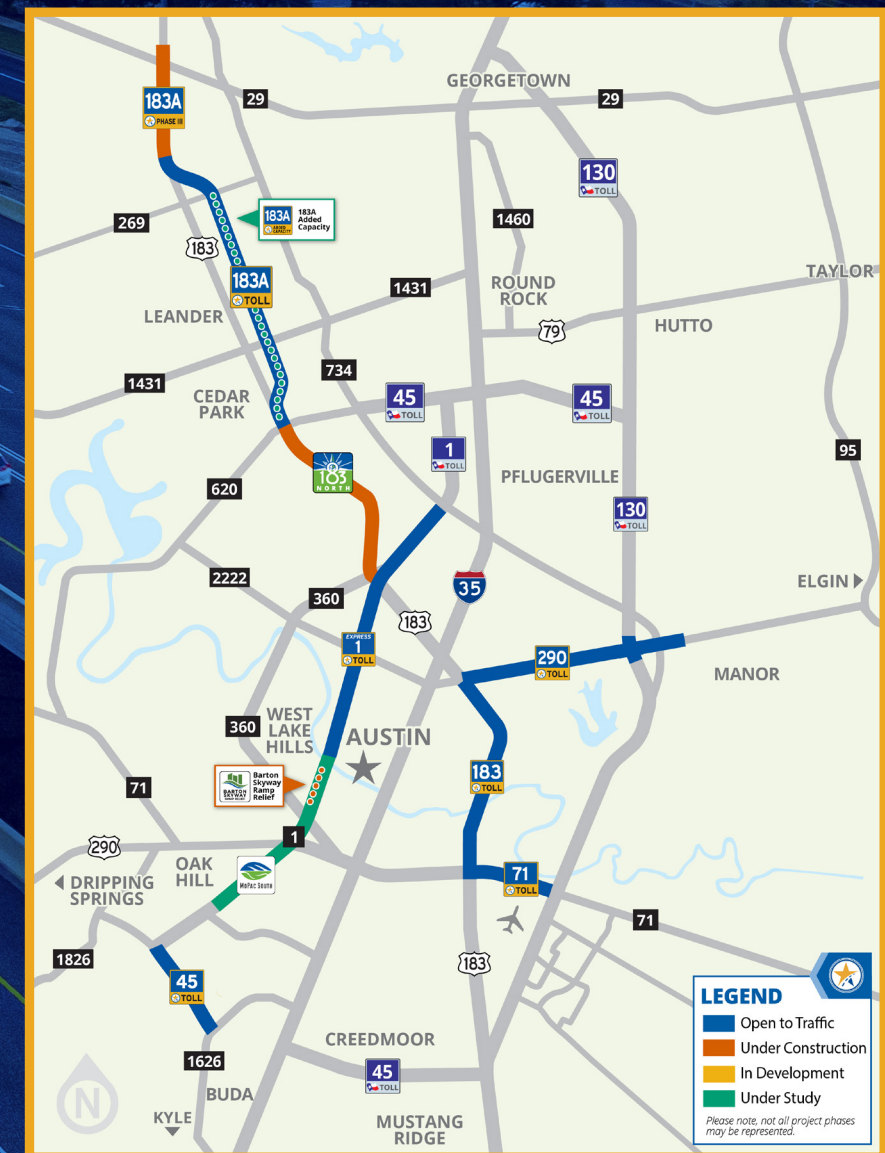 GEORGETOWN
183A
PHASE III
29
29
130
TOLL
269
183
183A
183A
Added
Capacity
1460
TAYLOR
183A
TOLL
1431
ROUND
ROCK
LEANDER
79
HUTTO
1431
734
CEDAR
PARK
45
TOLL
45
TOLL
1
TOLL
95
183
NORTH
620
PFLUGERVILLE
130
TOLL
2222
360
35
ELGIN
183
EXPRESS
1
TOLL
290
TOLL
MANOR
360
WEST
LAKE
HILLS
AUSTIN
183
TOLL
BARTON
SKYWAY
Barton
Skyway
Ramp
Relief
71
1
290
OAK
HILL
MoPac South
71
TOLL
DRIPPING
SPRINGS
71
1826
183
45
TOLL
CREEDMOOR
1626
45
TOLL
BUDA
N
KYLE
MUSTANG
RIDGE
LEGEND
Open to Traffic
Under Construction
In Development
Under Study
Please note, not all project phases
may be represented.